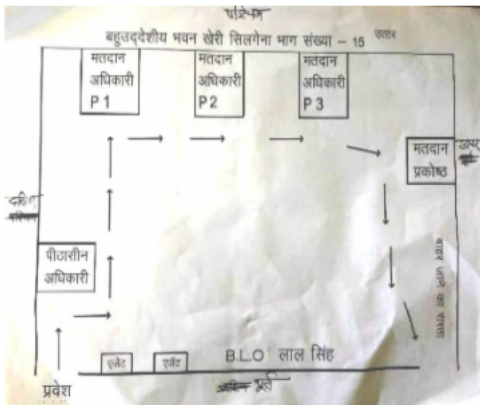 पश्चिम
बहुउद्देशीय भवन खेरी सिलगेना भाग संख्या – 15 उत्तर
मतदान अधिकारी P 1
मतदान अधिकारी P 2
मतदान अधिकारी P 3
मतदान प्रकोष्ठ
दक्षिण
पीठासीन अधिकारी
बाहर जाने का रास्ता
एजेंट
एजेंट
B.L.O लाल सिंह
प्रवेश
पूर्व